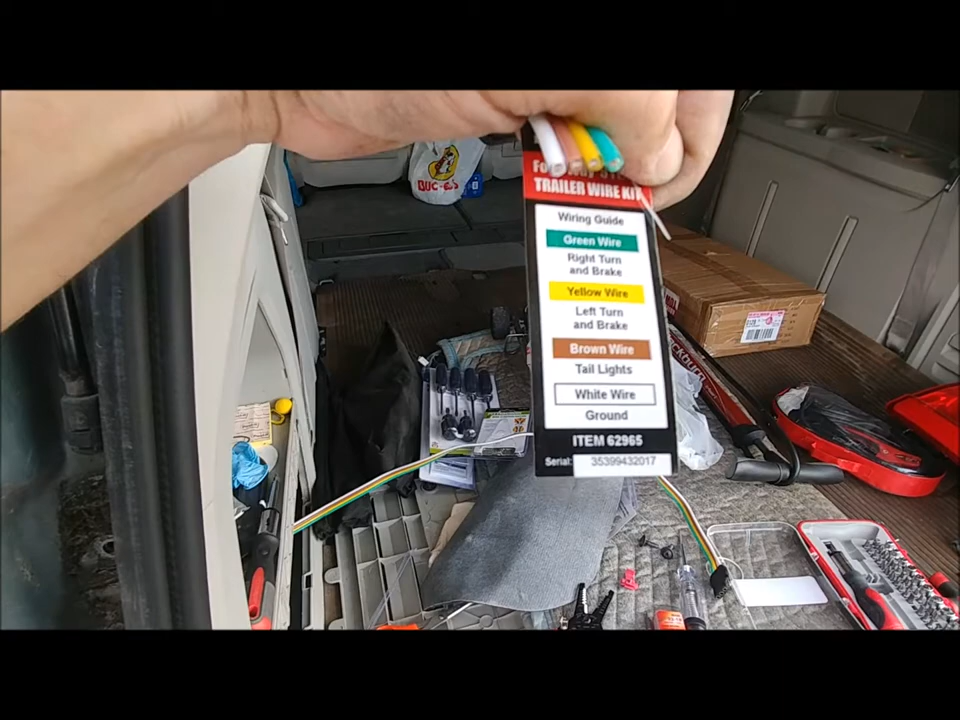 BUC-EE'S
TRAILER WIRE KIT
Wiring Guide
Green Wire
Right Turn
and Brake
Yellow Wire
Left Turn
and Brake
Brown Wire
Tail Lights
White Wire
Ground
ITEM 62965
Serial: 35399432017